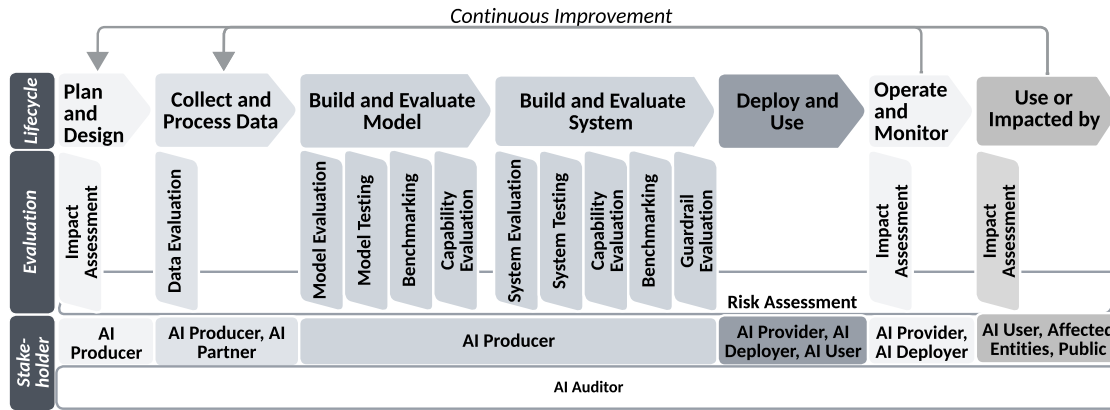 Continuous Improvement
Lifecycle
Plan
and
Design
Collect and
Process Data
Build and Evaluate
Model
Build and Evaluate
System
Deploy and
Use
Operate
and
Monitor
Use or
Impacted by
Evaluation
Impact
Assessment
Data Evaluation
Model Evaluation
Model Testing
Benchmarking
Capability
Evaluation
System Evaluation
System Testing
Capability
Evaluation
Benchmarking
Guardrail
Evaluation
Impact
Assessment
Impact
Assessment
Risk Assessment
Stake-
holder
AI
Producer
AI Producer, AI
Partner
AI Producer
AI Provider, AI
Deployer, AI User
AI Provider,
AI Deployer
AI User, Affected
Entities, Public
AI Auditor